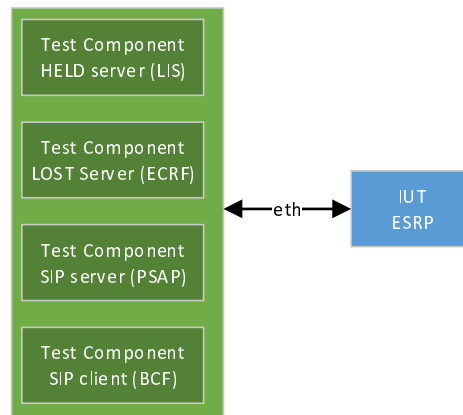 Test Component
HELD server (LIS)
Test Component
LOST Server (ECRF)
Test Component
SIP server (PSAP)
Test Component
SIP client (BCF)
eth
IUT
ESRP